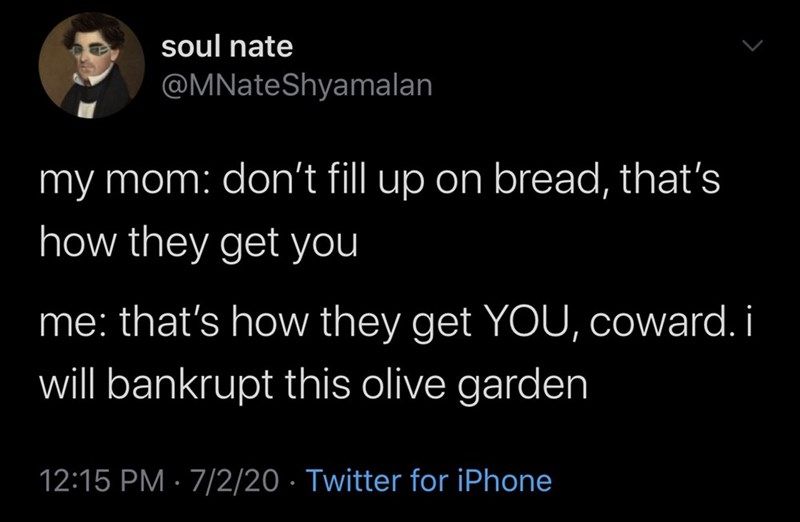 soul nate
@MNateShyamalan
my mom: don’t fill up on bread, that’s
how they get you
me: that’s how they get YOU, coward. i
will bankrupt this olive garden
12:15 PM · 7/2/20 · Twitter for iPhone